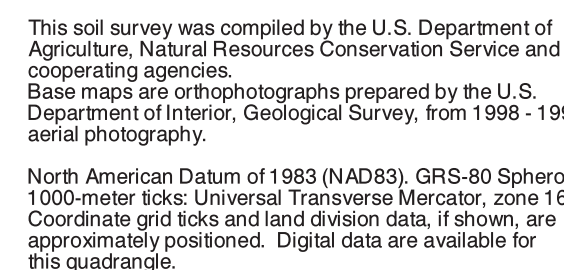 This soil survey was compiled by the U.S. Department of
Agriculture, Natural Resources Conservation Service and
cooperating agencies.
Base maps are orthophotographs prepared by the U.S.
Department of Interior, Geological Survey, from 1998 - 199
aerial photography.
North American Datum of 1983 (NAD83). GRS-80 Sphero
1000-meter ticks: Universal Transverse Mercator, zone 16
Coordinate grid ticks and land division data, if shown, are
approximately positioned. Digital data are available for
this quadrangle.